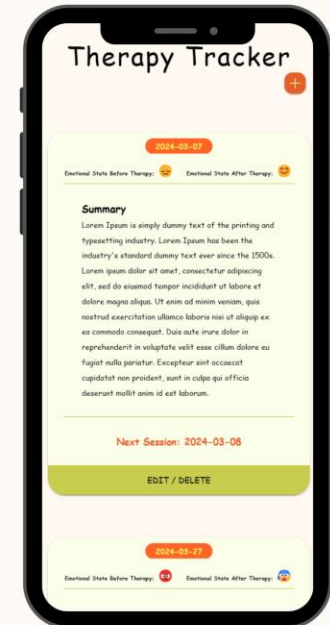 Therapy Tracker
+
2024-03-07
Emotional State Before Therapy: Emotional State After Therapy:
Summary
Lorem Ipsum is simply dummy text of the printing and
typesetting industry. Lorem Ipsum has been the
industry's standard dummy text ever since the 1500s.
Lorem ipsum dolor sit amet, consectetur adipiscing
elit, sed do eiusmod tempor incididunt ut labore et
dolore magna aliqua. Ut enim ad minim veniam, quis
nostrud exercitation ullamco laboris nisi ut aliquip ex
ea commodo consequat. Duis aute irure dolor in
reprehenderit in voluptate velit esse cillum dolore eu
fugiat nulla pariatur. Excepteur sint occaecat
cupidatat non proident, sunt in culpa qui officia
deserunt mollit anim id est laborum.
Next Session: 2024-03-08
EDIT / DELETE
2024-03-27
Emotional State Before Therapy: Emotional State After Therapy: